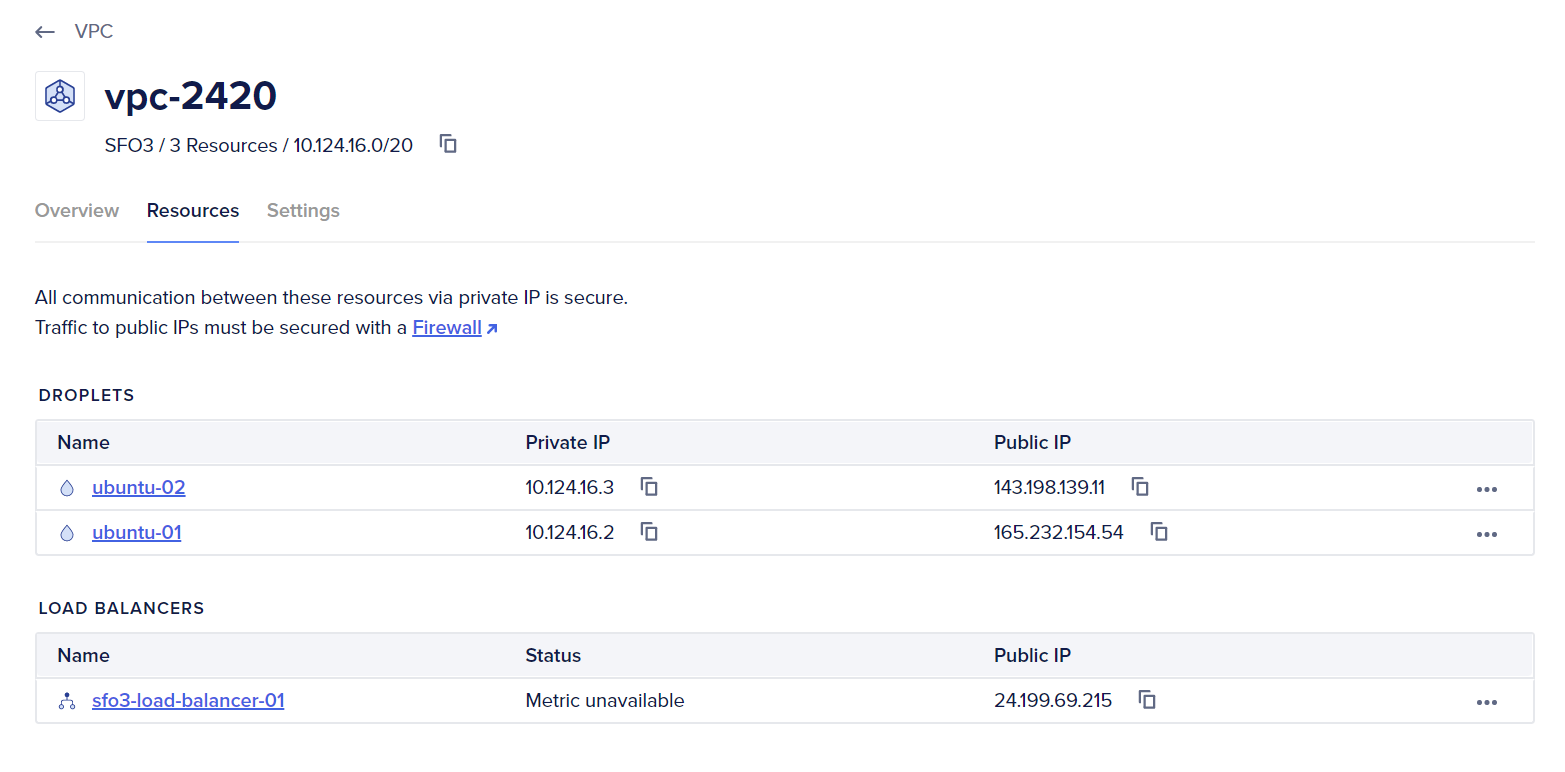 VPC
vpc-2420
SFO3 / 3 Resources / 10.124.16.0/20
Overview Resources Settings
All communication between these resources via private IP is secure.
Traffic to public IPs must be secured with a Firewall
DROPLETS
Name Private IP Public IP
ubuntu-02 10.124.16.3 143.198.139.11
ubuntu-01 10.124.16.2 165.232.154.54
LOAD BALANCERS
Name Status Public IP
sfo3-load-balancer-01 Metric unavailable 24.199.69.215